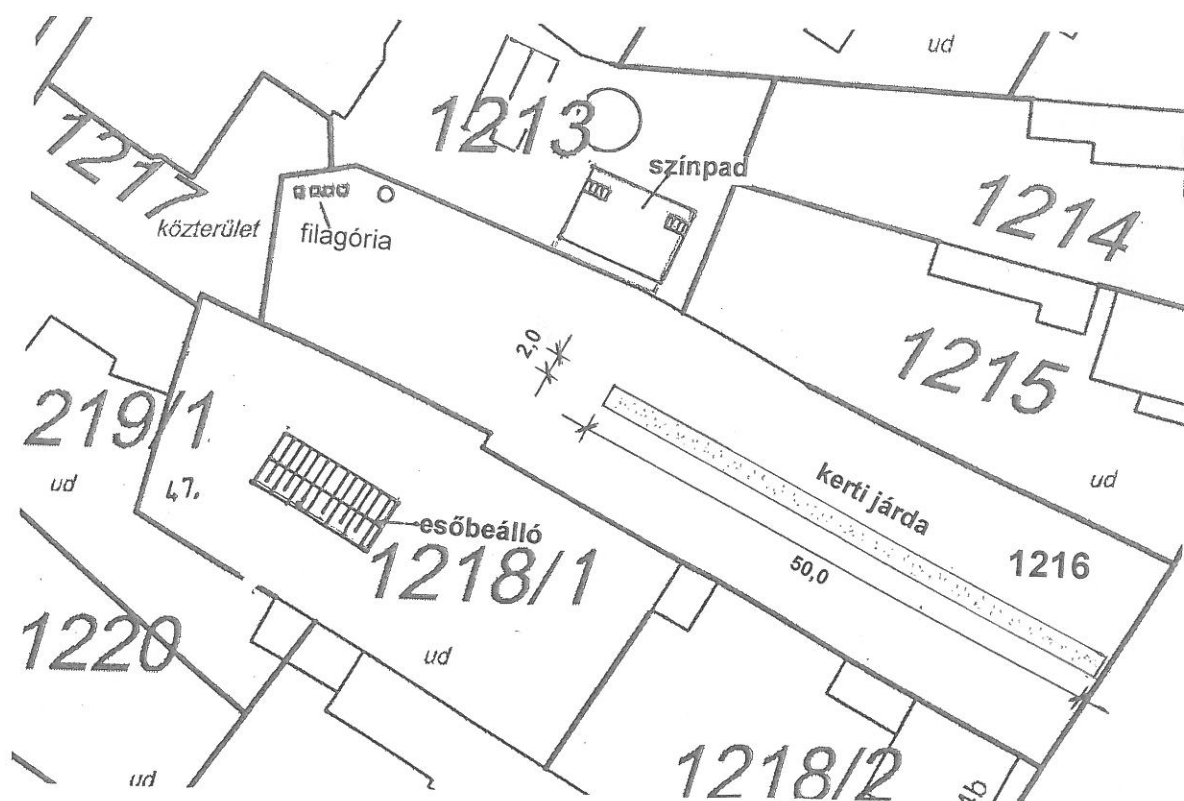 ud
1213
színpad
1217
1214
közterület
filagória
2,0
1215
219/1
ud
47.
kerti járda
ud
esőbeálló
1218/1
50,0
1216
1220
ud
1218/2
ud
4b